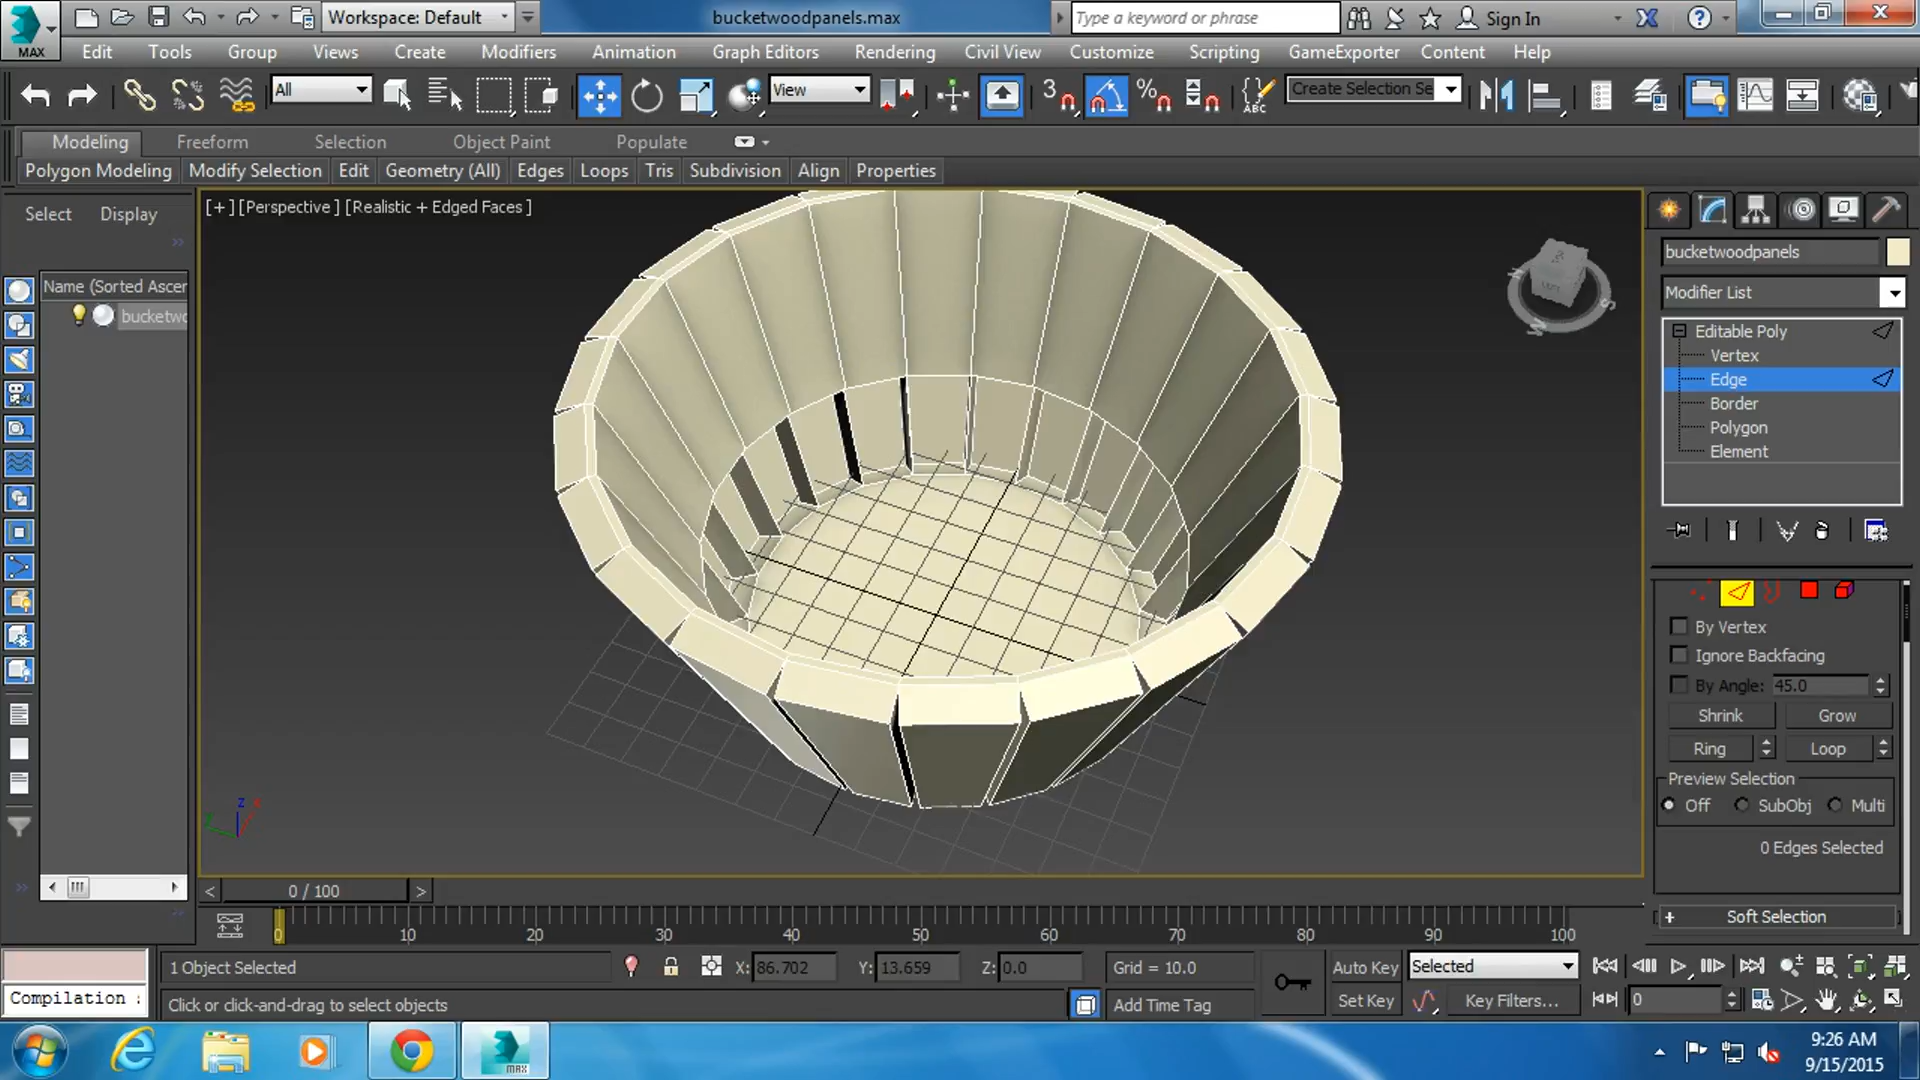 Workspace: Default
bucketwoodpanels.max
Type a keyword or phrase
Sign In
MAX
Edit Tools Group Views Create Modifiers Animation Graph Editors Rendering Civil View Customize Scripting GameExporter Content Help
All
View
3
ABC
Create Selection Se
Modeling Freeform Selection Object Paint Populate
Polygon Modeling Modify Selection Edit Geometry (All) Edges Loops Tris Subdivision Align Properties
Select Display
Name (Sorted Ascer
bucketwo
[+][Perspective][Realistic + Edged Faces]
bucketwoodpanels
Modifier List
Editable Poly
Vertex
Edge
Border
Polygon
Element
By Vertex
Ignore Backfacing
By Angle: 45.0
Shrink Grow
Ring Loop
Preview Selection
Off SubObj Multi
0 Edges Selected
+ Soft Selection
z
x
< 0 / 100 >
0 10 20 30 40 50 60 70 80 90 100
1 Object Selected
X: 86.702 Y: 13.659 Z: 0.0
Grid = 10.0
Auto Key
Selected
Compilation
Click or click-and-drag to select objects
Add Time Tag
Set Key
Key Filters...
0
MAX
9:26 AM
9/15/2015